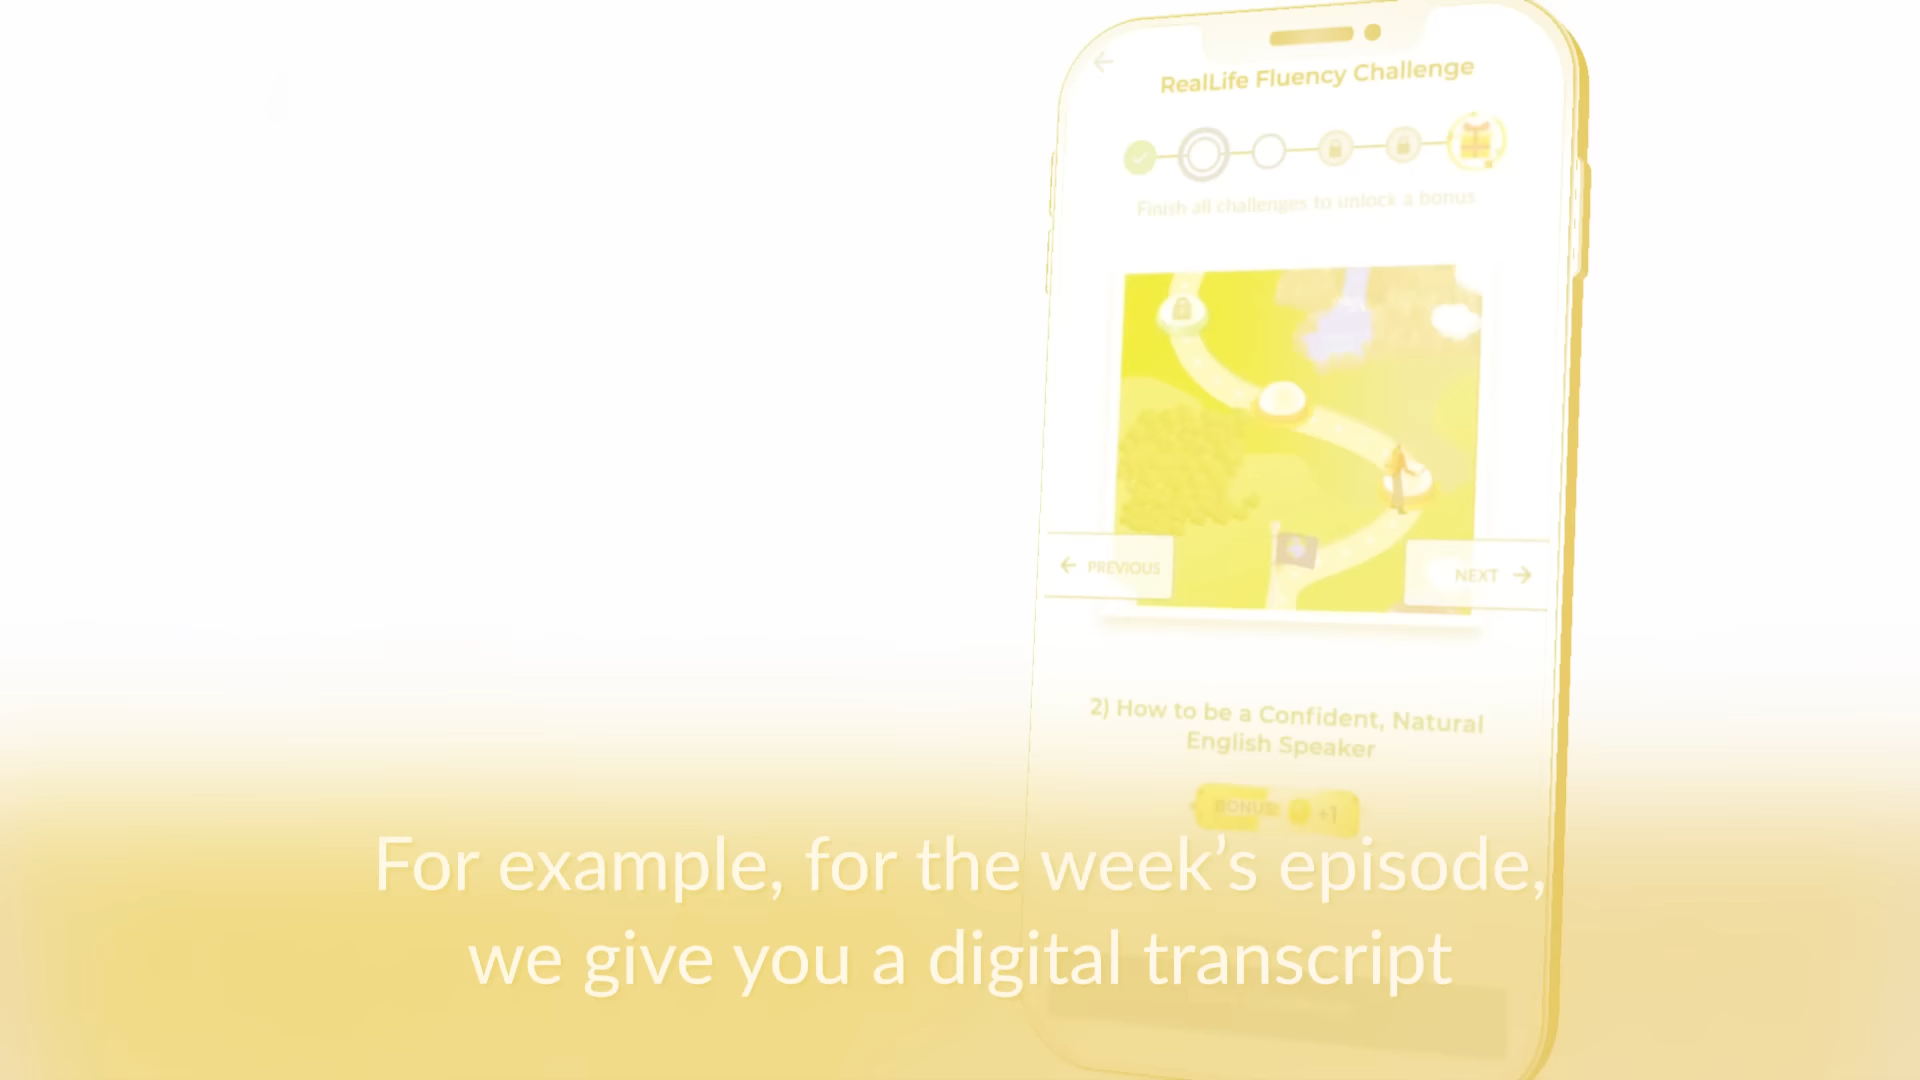 RealLife Fluency Challenge
Finish all challenges to unlock a bonus
PREVIOUS
NEXT
2) How to be a Confident, Natural
English Speaker
BONUS +1
For example, for the week’s episode,
we give you a digital transcript